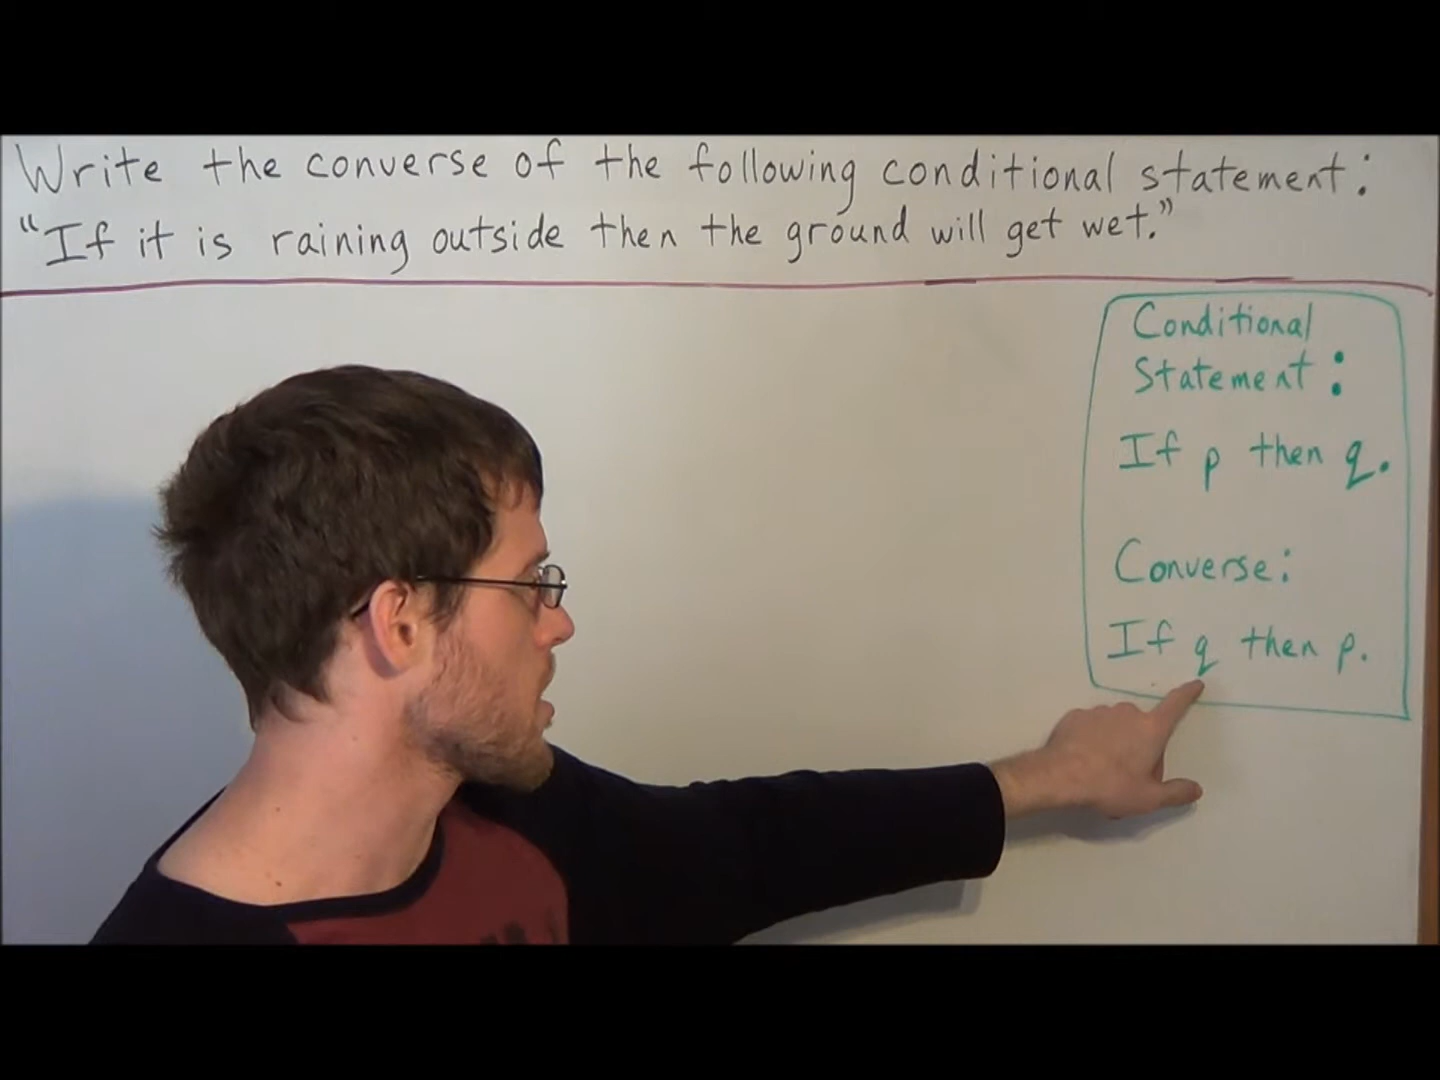 Write the converse of the following conditional statement:
"If it is raining outside then the ground will get wet."
Conditional
Statement:
If p then q.
Converse:
If q then p.